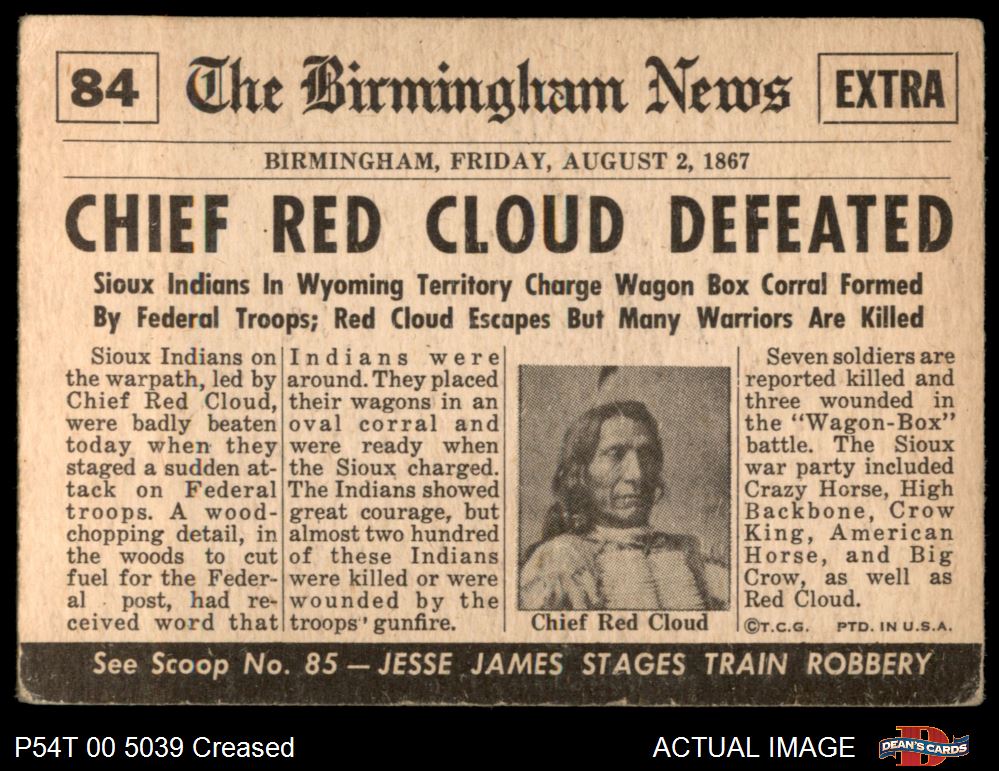 84
The Birmingham News
EXTRA
BIRMINGHAM, FRIDAY, AUGUST 2, 1867
CHIEF RED CLOUD DEFEATED
Sioux Indians In Wyoming Territory Charge Wagon Box Corral Formed
By Federal Troops; Red Cloud Escapes But Many Warriors Are Killed
Sioux Indians on
the warpath, led by
Chief Red Cloud,
were badly beaten
today when they
staged a sudden at-
tack on Federal
troops. A wood-
chopping detail, in
the woods to cut
fuel for the Feder-
al post, had re-
ceived word that
Indians were
around. They placed
their wagons in an
oval corral and
were ready when
the Sioux charged.
The Indians showed
great courage, but
almost two hundred
of these Indians
were killed or were
wounded by the
troops' gunfire.
Chief Red Cloud
Seven soldiers are
reported killed and
three wounded in
the "Wagon-Box"
battle. The Sioux
war party included
Crazy Horse, High
Backbone, Crow
King, American
Horse, and Big
Crow, as well as
Red Cloud.
©T.C.G. PTD. IN U.S.A.
See Scoop No. 85 — JESSE JAMES STAGES TRAIN ROBBERY
P54T 00 5039 Creased
ACTUAL IMAGE
D
DEAN'S CARDS